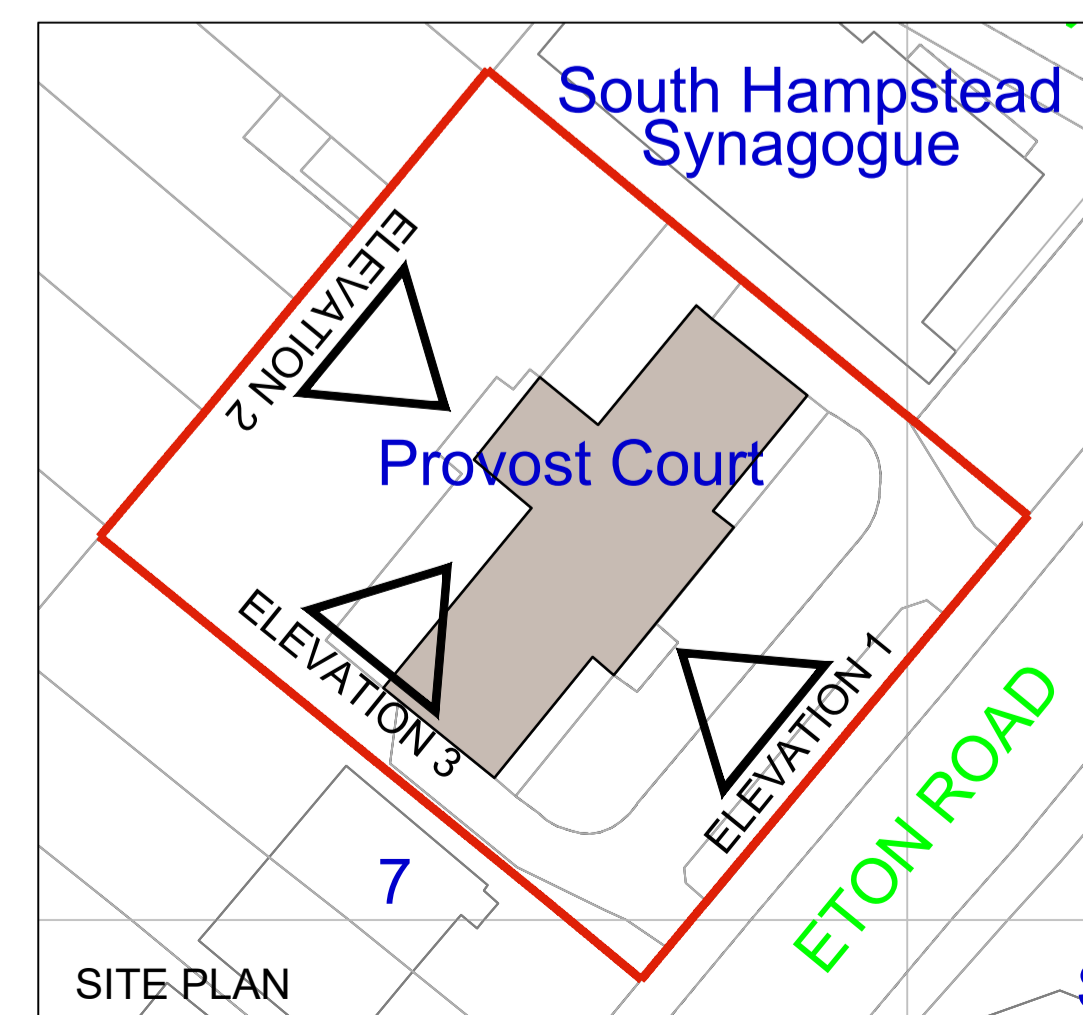 South Hampstead
Synagogue
ELEVATION 2
Provost Court
ELEVATION 3
ELEVATION 1
ETON ROAD
7
SITE PLAN